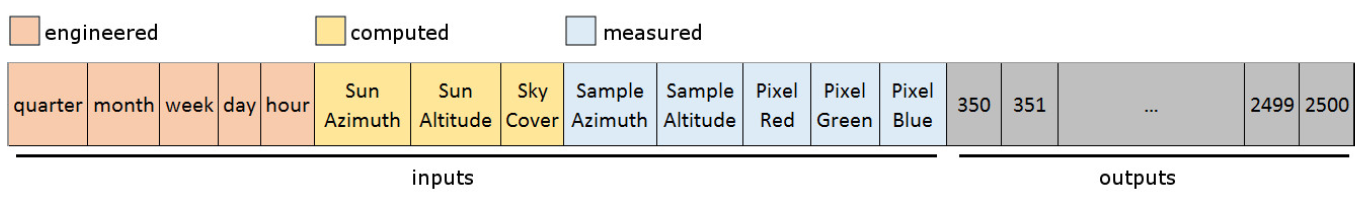 engineered computed measured
quarter month week day hour Sun Azimuth Sun Altitude Sky Cover Sample Azimuth Sample Altitude Pixel Red Pixel Green Pixel Blue 350 351 ... 2499 2500
inputs outputs